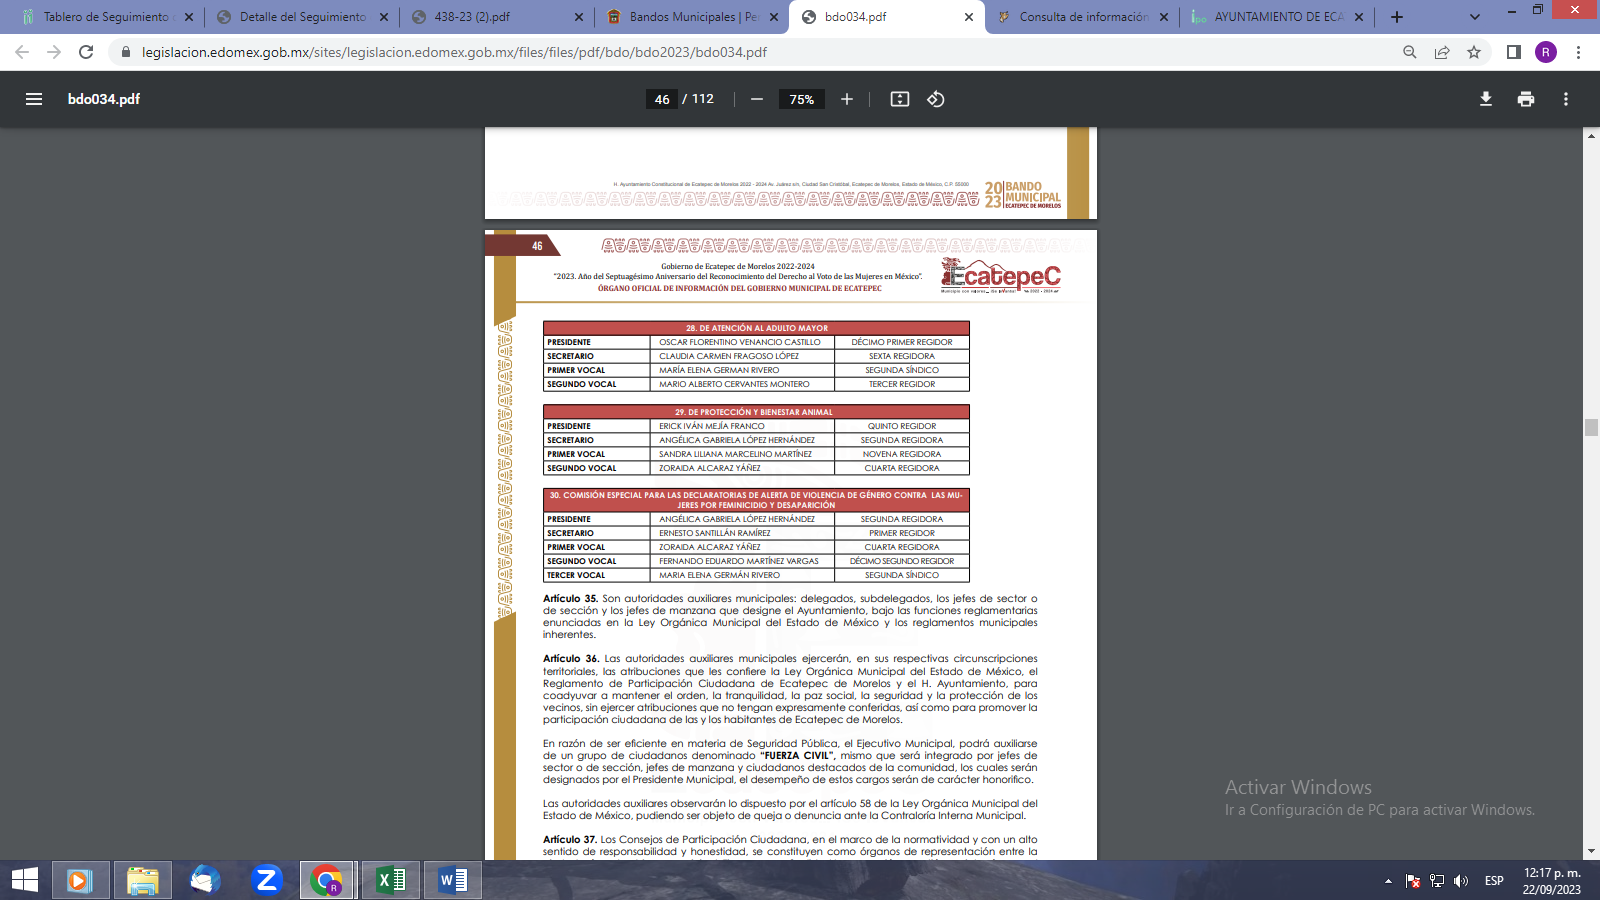 Tablero de Seguimiento
Detalle del Seguimiento
438-23 (2).pdf
Bandos Municipales | Pe
bdo034.pdf
Consulta de información
AYUNTAMIENTO DE ECA
legislacion.edomex.gob.mx/sites/legislacion.edomex.gob.mx/files/files/pdf/bdo/bdo2023/bdo034.pdf
R
bdo034.pdf
46 / 112
75%
H. Ayuntamiento Constitucional de Ecatepec de Morelos 2022 - 2024 Av. Juárez s/n, Ciudad San Cristóbal, Ecatepec de Morelos, Estado de México, C.P. 55000
2023 BANDO MUNICIPAL ECATEPEC DE MORELOS
46
Gobierno de Ecatepec de Morelos 2022-2024
"2023. Año del Septuagésimo Aniversario del Reconocimiento del Derecho al Voto de las Mujeres en México".
ÓRGANO OFICIAL DE INFORMACIÓN DEL GOBIERNO MUNICIPAL DE ECATEPEC
EcatepeC
28. DE ATENCIÓN AL ADULTO MAYOR
PRESIDENTE OSCAR FLORENTINO VENANCIO CASTILLO DÉCIMO PRIMER REGIDOR
SECRETARIO CLAUDIA CARMEN FRAGOSO LÓPEZ SEXTA REGIDORA
PRIMER VOCAL MARÍA ELENA GERMAN RIVERO SEGUNDA SÍNDICO
SEGUNDO VOCAL MARIO ALBERTO CERVANTES MONTERO TERCER REGIDOR
29. DE PROTECCIÓN Y BIENESTAR ANIMAL
PRESIDENTE ERICK IVÁN MEJÍA FRANCO QUINTO REGIDOR
SECRETARIO ANGÉLICA GABRIELA LÓPEZ HERNÁNDEZ SEGUNDA REGIDORA
PRIMER VOCAL SANDRA LILIANA MARCELINO MARTÍNEZ NOVENA REGIDORA
SEGUNDO VOCAL ZORAIDA ALCARAZ YÁÑEZ CUARTA REGIDORA
30. COMISIÓN ESPECIAL PARA LAS DECLARATORIAS DE ALERTA DE VIOLENCIA DE GÉNERO CONTRA LAS MU-
JERES POR FEMINICIDIO Y DESAPARICIÓN
PRESIDENTE ANGÉLICA GABRIELA LÓPEZ HERNÁNDEZ SEGUNDA REGIDORA
SECRETARIO ERNESTO SANTILLÁN RAMÍREZ PRIMER REGIDOR
PRIMER VOCAL ZORAIDA ALCARAZ YÁÑEZ CUARTA REGIDORA
SEGUNDO VOCAL FERNANDO EDUARDO MARTÍNEZ VARGAS DÉCIMO SEGUNDO REGIDOR
TERCER VOCAL MARIA ELENA GERMÁN RIVERO SEGUNDA SÍNDICO
Artículo 35. Son autoridades auxiliares municipales: delegados, subdelegados, los jefes de sector o
de sección y los jefes de manzana que designe el Ayuntamiento, bajo las funciones reglamentarias
enunciadas en la Ley Orgánica Municipal del Estado de México y los reglamentos municipales
inherentes.
Artículo 36. Las autoridades auxiliares municipales ejercerán, en sus respectivas circunscripciones
territoriales, las atribuciones que les confiere la Ley Orgánica Municipal del Estado de México, el
Reglamento de Participación Ciudadana de Ecatepec de Morelos y el H. Ayuntamiento, para
coadyuvar a mantener el orden, la tranquilidad, la paz social, la seguridad y la protección de los
vecinos, sin ejercer atribuciones que no tengan expresamente conferidas, así como para promover la
participación ciudadana de las y los habitantes de Ecatepec de Morelos.
En razón de ser eficiente en materia de Seguridad Pública, el Ejecutivo Municipal, podrá auxiliarse
de un grupo de ciudadanos denominado "FUERZA CIVIL", mismo que será integrado por jefes de
sector o de sección, jefes de manzana y ciudadanos destacados de la comunidad, los cuales serán
designados por el Presidente Municipal, el desempeño de estos cargos serán de carácter honorífico.
Las autoridades auxiliares observarán lo dispuesto por el artículo 58 de la Ley Orgánica Municipal del
Estado de México, pudiendo ser objeto de queja o denuncia ante la Contraloría Interna Municipal.
Artículo 37. Los Consejos de Participación Ciudadana, en el marco de la normatividad y con un alto
sentido de responsabilidad y honestidad, se constituyen como órganos de representación entre la
Activar Windows
Ir a Configuración de PC para activar Windows.
ESP
12:17 p. m.
22/09/2023